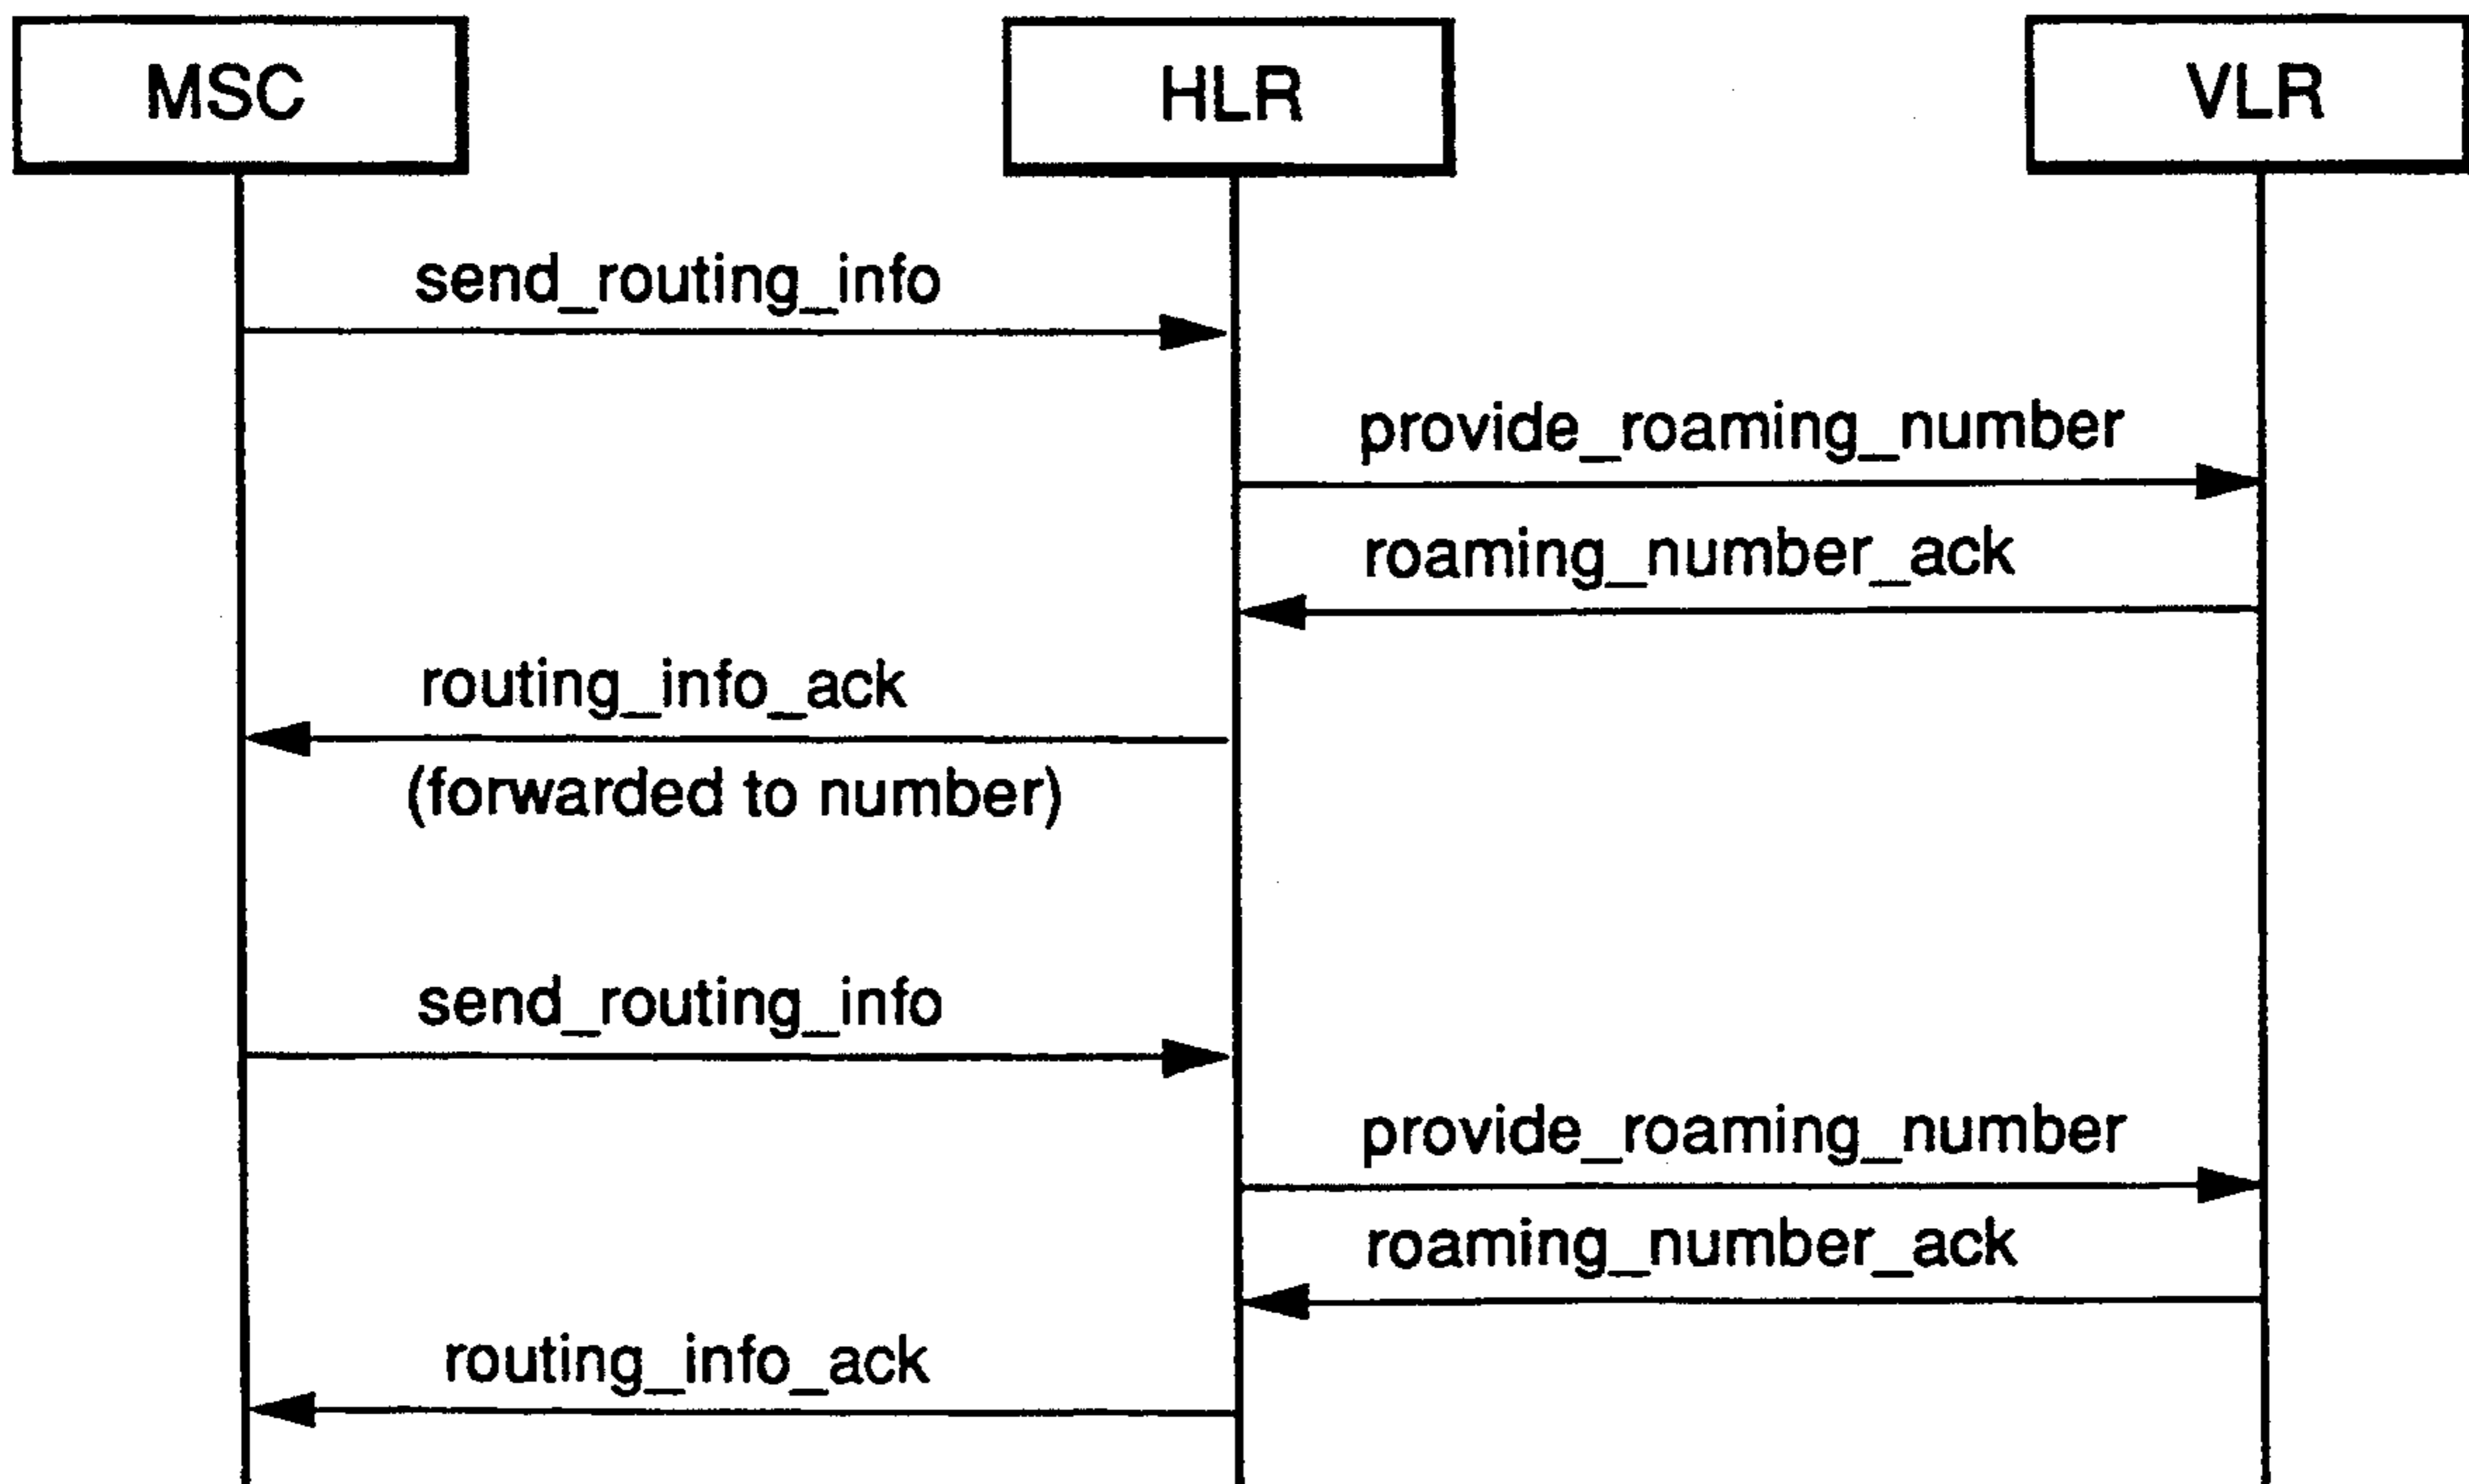 MSC
HLR
VLR
send_routing_info
provide_roaming_number
roaming_number_ack
routing_info_ack
(forwarded to number)
send_routing_info
provide_roaming_number
roaming_number_ack
routing_info_ack